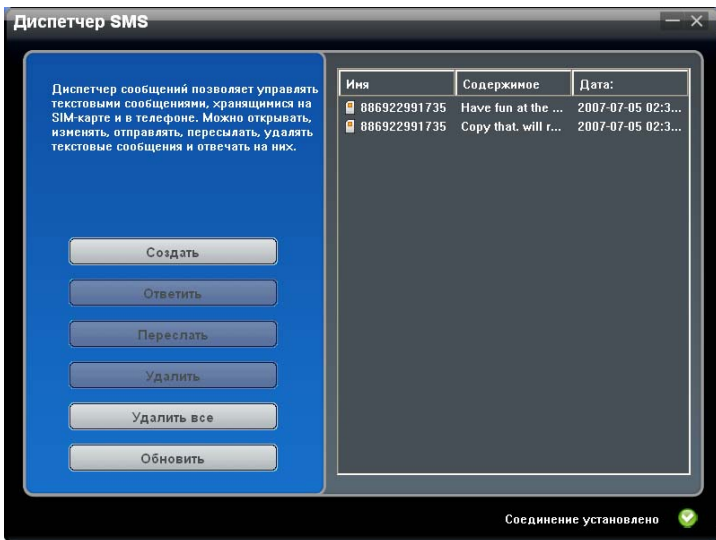 Диспетчер SMS
Диспетчер сообщений позволяет управлять
текстовыми сообщениями, хранящимися на
SIM-карте и в телефоне. Можно открывать,
изменять, отправлять, пересылать, удалять
текстовые сообщения и отвечать на них.
Создать
Ответить
Переслать
Удалить
Удалить все
Обновить
Имя Содержимое Дата:
886922991735 Have fun at the ... 2007-07-05 02:3...
886922991735 Copy that. will r... 2007-07-05 02:3...
Соединение установлено